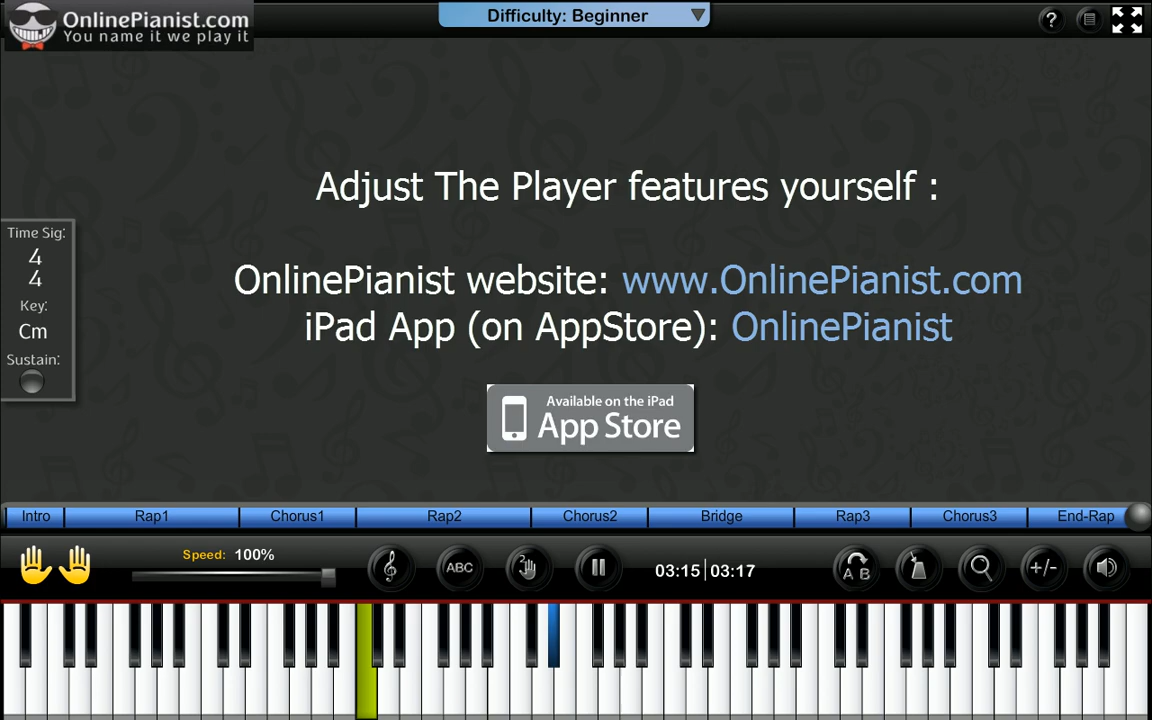 OnlinePianist.com
You name it we play it
Difficulty: Beginner
?
Adjust The Player features yourself :
Time Sig:
4
4
Key:
Cm
Sustain:
OnlinePianist website: www.OnlinePianist.com
iPad App (on AppStore): OnlinePianist
Available on the iPad
App Store
Intro Rap1 Chorus1 Rap2 Chorus2 Bridge Rap3 Chorus3 End-Rap
Speed: 100%
ABC
2
03:15|03:17
A B
+/-